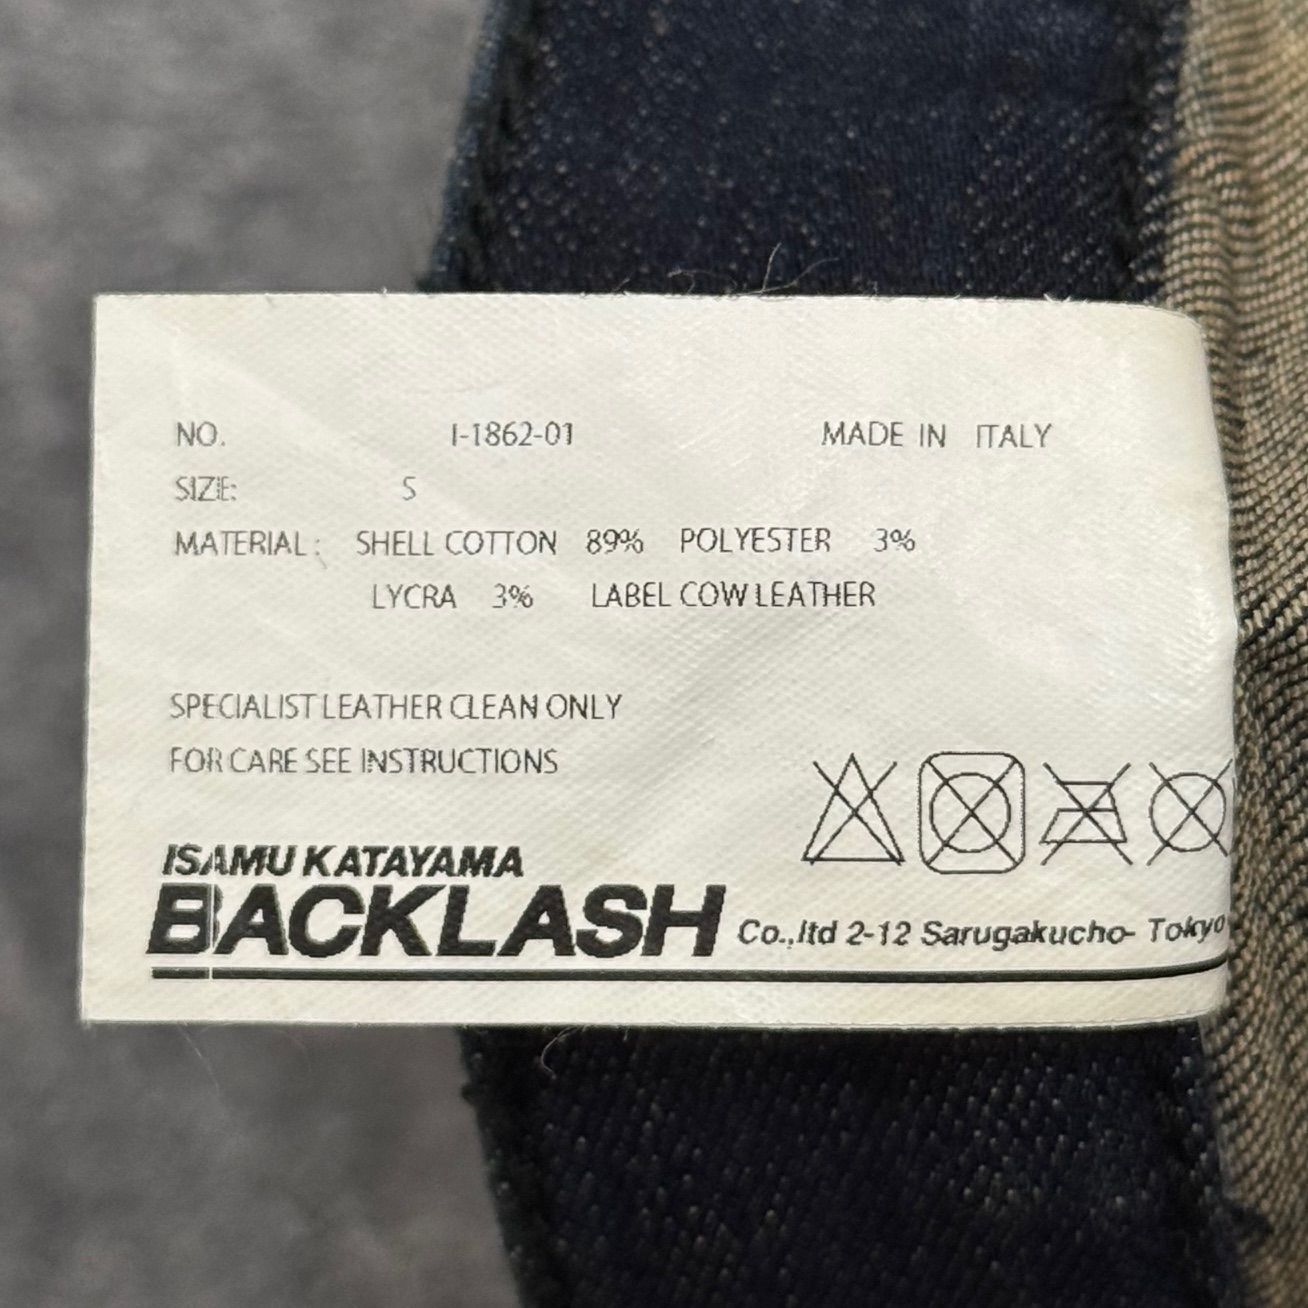 NO. I-1862-01 MADE IN ITALY
SIZE: S
MATERIAL: SHELL COTTON 89% POLYESTER 3%
LYCRA 3% LABEL COW LEATHER
SPECIALIST LEATHER CLEAN ONLY
FOR CARE SEE INSTRUCTIONS
ISAMU KATAYAMA
BACKLASH Co.,ltd 2-12 Sarugakucho- Tokyo